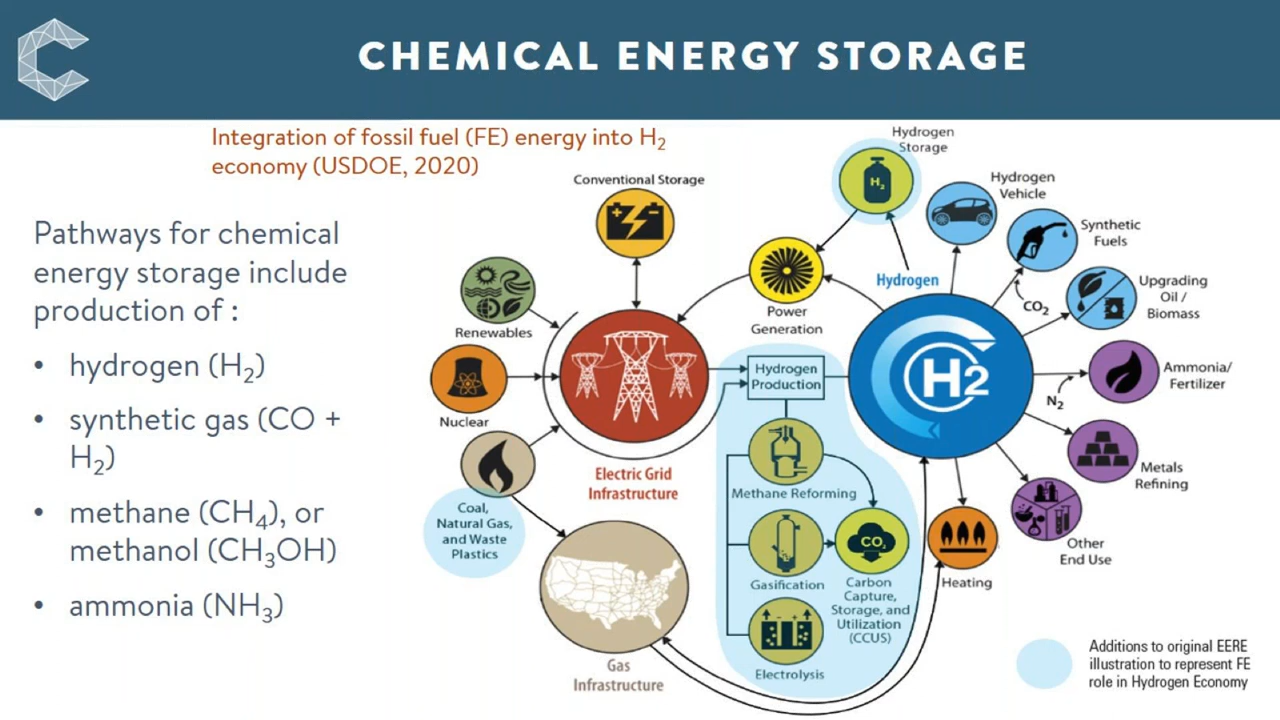 CHEMICAL ENERGY STORAGE
Integration of fossil fuel (FE) energy into H₂
economy (USDOE, 2020)
Pathways for chemical
energy storage include
production of :
• hydrogen (H₂)
• synthetic gas (CO +
H₂)
• methane (CH₄), or
methanol (CH₃OH)
• ammonia (NH₃)
Conventional Storage
Renewables
Nuclear
Coal,
Natural Gas,
and Waste
Plastics
Electric Grid
Infrastructure
Gas
Infrastructure
Power
Generation
Hydrogen
Storage
H₂
Hydrogen
H2
Hydrogen
Production
Methane Reforming
Gasification
Electrolysis
CO₂
Carbon
Capture,
Storage, and
Utilization
(CCUS)
Hydrogen
Vehicle
Synthetic
Fuels
CO₂
Upgrading
Oil /
Biomass
Ammonia/
Fertilizer
N₂
Metals
Refining
Other
End Use
Heating
Additions to original EERE
illustration to represent FE
role in Hydrogen Economy